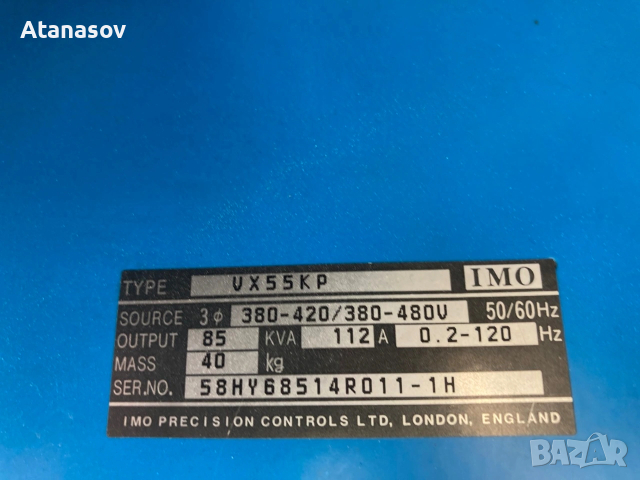 Atanasov
TYPE VX55KP IMO
SOURCE 3ϕ 380-420/380-480V 50/60Hz
OUTPUT 85 KVA 112 A 0.2-120 Hz
MASS 40 kg
SER.NO. 58HY68514R011-1H
IMO PRECISION CONTROLS LTD, LONDON, ENGLAND
BAZAR